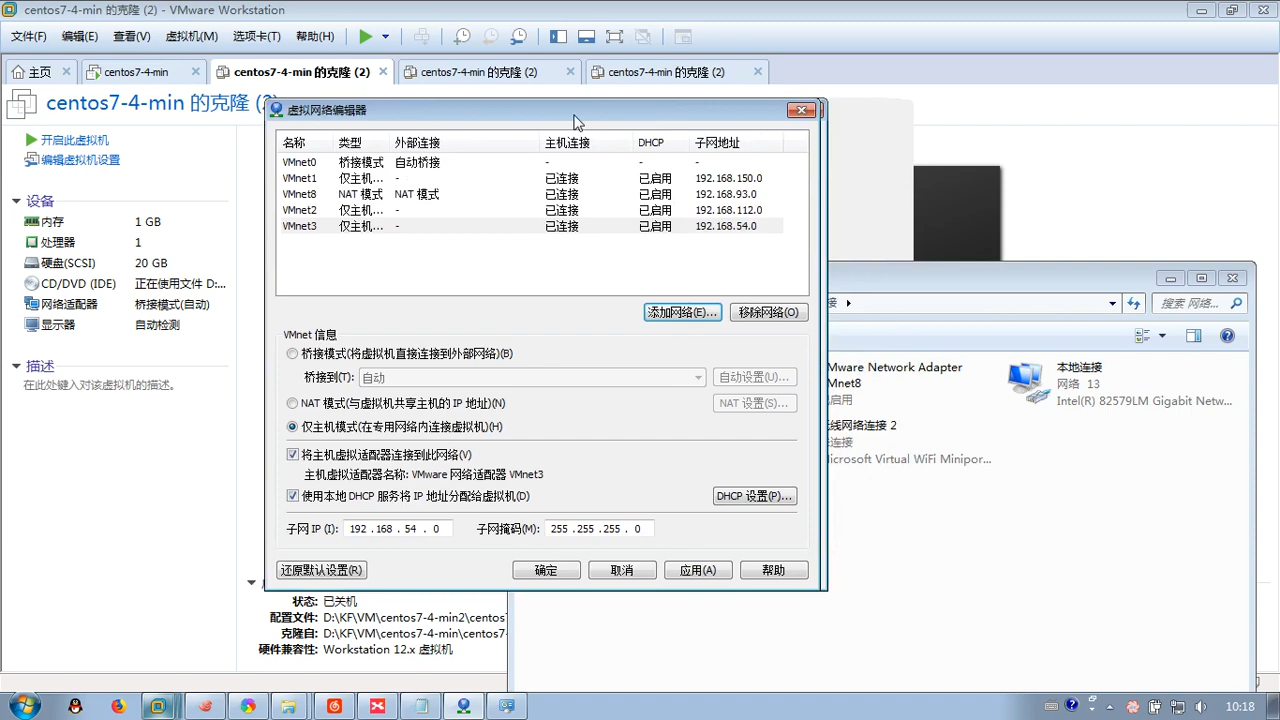 centos7-4-min 的克隆 (2) - VMware Workstation
文件(F) 编辑(E) 查看(V) 虚拟机(M) 选项卡(T) 帮助(H)
主页 centos7-4-min centos7-4-min 的克隆 (2) centos7-4-min 的克隆 (2) centos7-4-min 的克隆 (2)
centos7-4-min 的克隆 (2
开启此虚拟机
编辑虚拟机设置
设备
内存 1 GB
处理器 1
硬盘(SCSI) 20 GB
CD/DVD (IDE) 正在使用文件 D:...
网络适配器 桥接模式(自动)
显示器 自动检测
描述
在此处键入对该虚拟机的描述。
虚拟网络编辑器
名称 类型 外部连接 主机连接 DHCP 子网地址
VMnet0 桥接模式 自动桥接 - - -
VMnet1 仅主机... - 已连接 已启用 192.168.150.0
VMnet8 NAT 模式 NAT 模式 已连接 已启用 192.168.93.0
VMnet2 仅主机... - 已连接 已启用 192.168.112.0
VMnet3 仅主机... - 已连接 已启用 192.168.54.0
添加网络(E)... 移除网络(O)
VMnet 信息
桥接模式(将虚拟机直接连接到外部网络)(B)
桥接到(T): 自动 自动设置(U)...
NAT 模式(与虚拟机共享主机的 IP 地址)(N) NAT 设置(S)...
仅主机模式(在专用网络内连接虚拟机)(H)
将主机虚拟适配器连接到此网络(V)
主机虚拟适配器名称: VMware 网络适配器 VMnet3
使用本地 DHCP 服务将 IP 地址分配给虚拟机(D) DHCP 设置(P)...
子网 IP (I): 192 .168 . 54 . 0 子网掩码(M): 255 .255 .255 . 0
还原默认设置(R) 确定 取消 应用(A) 帮助
接 搜索 网络...
Mware Network Adapter
Mnet8
启用
本地连接
网络 13
Intel(R) 82579LM Gigabit Netw...
线网络连接 2
连接
icrosoft Virtual WiFi Minipor...
状态: 已关机
配置文件: D:\KF\VM\centos7-4-min2\centos7
克隆自: D:\KF\VM\centos7-4-min\centos7-
硬件兼容性: Workstation 12.x 虚拟机
10:18